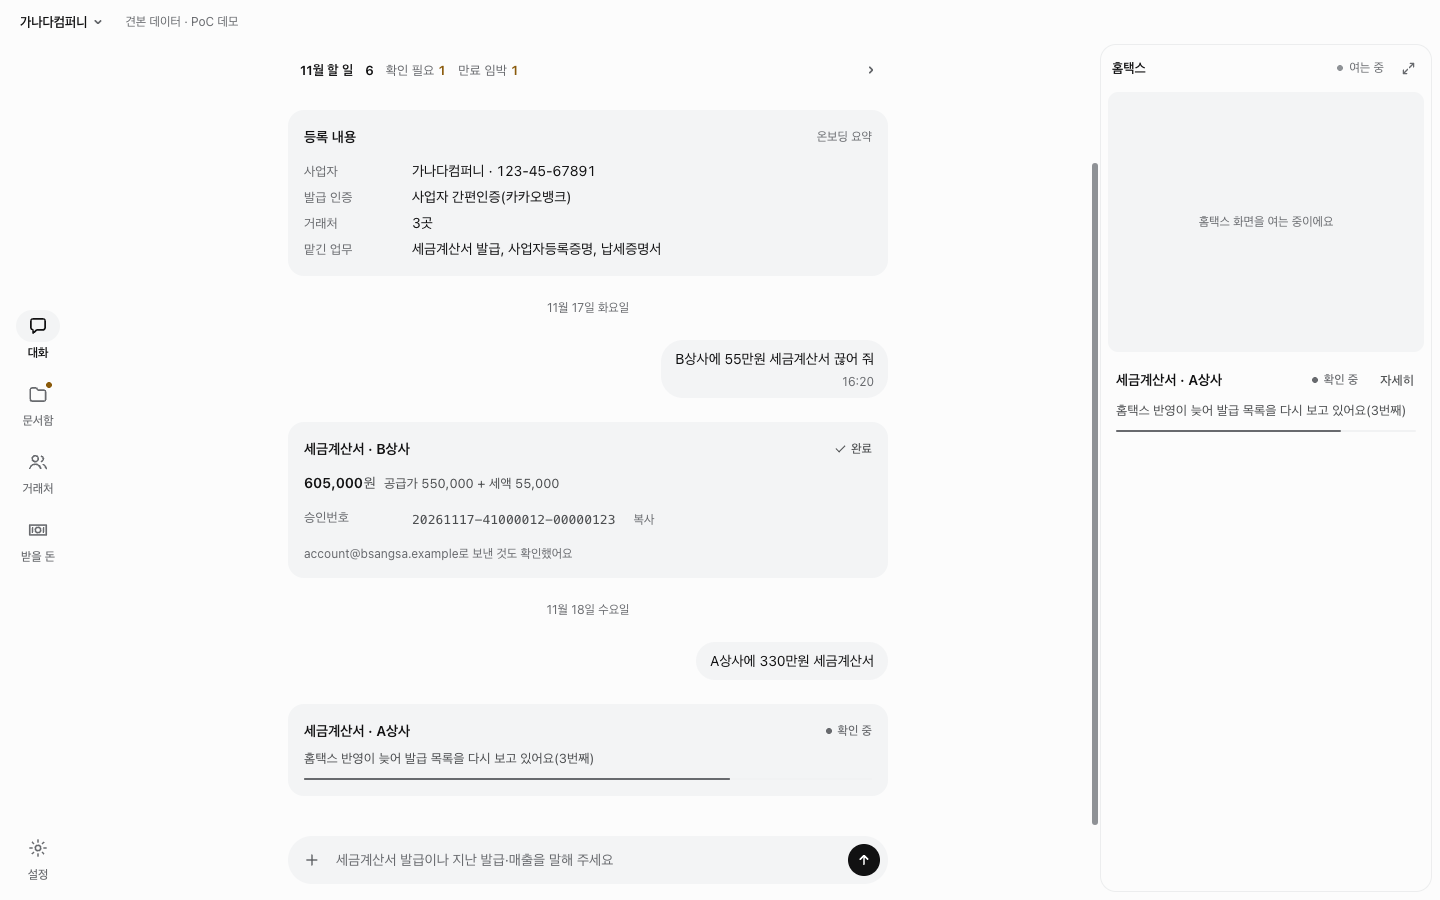 가나다컴퍼니
견본 데이터 · PoC 데모
11월 할 일 6 확인 필요 1 만료 임박 1
등록 내용
온보딩 요약
사업자 가나다컴퍼니 · 123-45-67891
발급 인증 사업자 간편인증(카카오뱅크)
거래처 3곳
맡긴 업무 세금계산서 발급, 사업자등록증명, 납세증명서
11월 17일 화요일
B상사에 55만원 세금계산서 끊어 줘
16:20
세금계산서 · B상사
완료
605,000원 공급가 550,000 + 세액 55,000
승인번호 20261117-41000012-00000123 복사
account@bsangsa.example로 보낸 것도 확인했어요
11월 18일 수요일
A상사에 330만원 세금계산서
세금계산서 · A상사
확인 중
홈택스 반영이 늦어 발급 목록을 다시 보고 있어요(3번째)
세금계산서 발급이나 지난 발급·매출을 말해 주세요
대화
문서함
거래처
받을 돈
설정
홈택스
여는 중
홈택스 화면을 여는 중이에요
세금계산서 · A상사
확인 중
자세히
홈택스 반영이 늦어 발급 목록을 다시 보고 있어요(3번째)